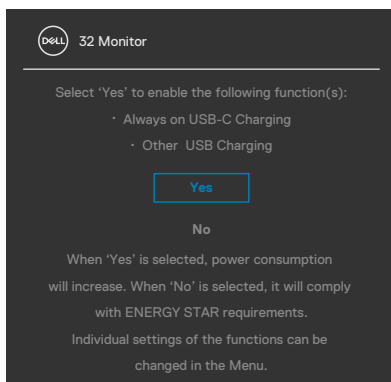 DELL 32 Monitor
Select ‘Yes’ to enable the following function(s):
· Always on USB-C Charging
· Other USB Charging
Yes
No
When ‘Yes’ is selected, power consumption
will increase. When ‘No’ is selected, it will comply
with ENERGY STAR requirements.
Individual settings of the functions can be
changed in the Menu.